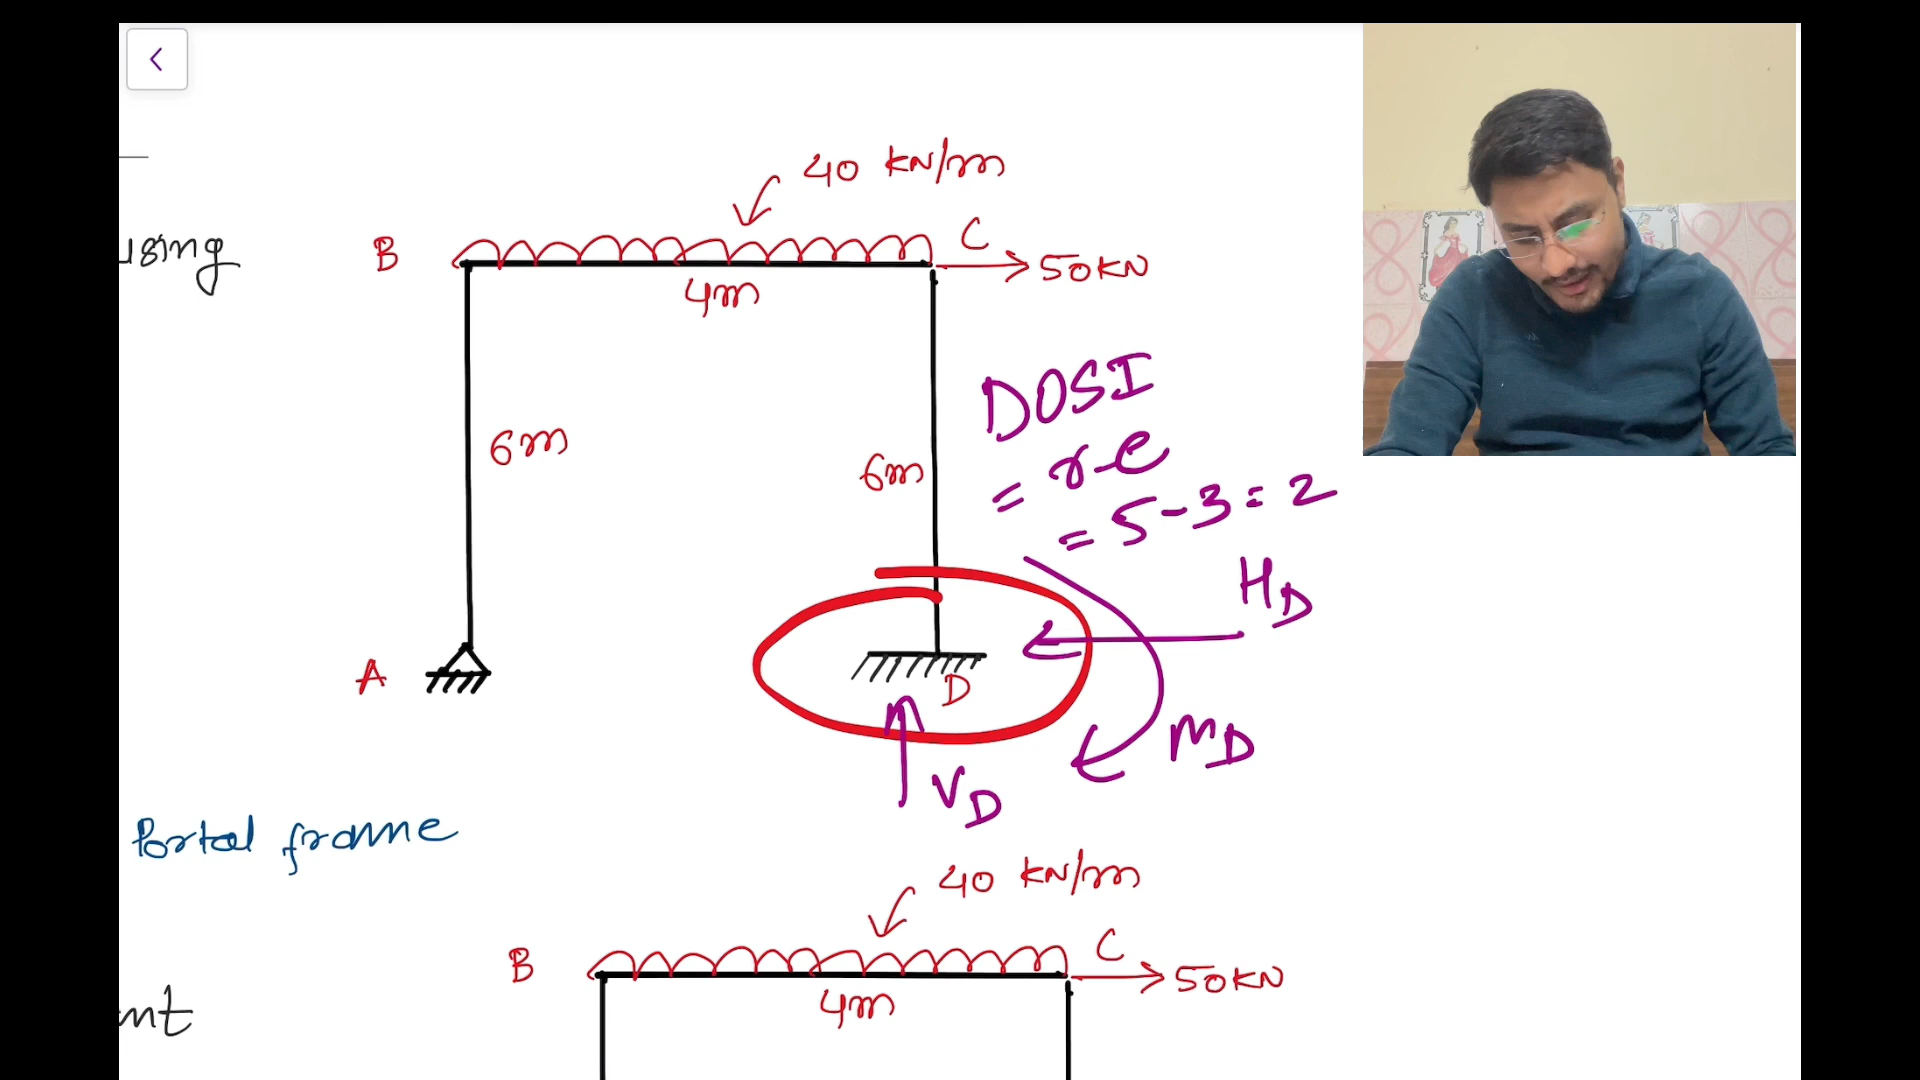 40 kN/m
using
B
C
50KN
4m
DOSI
6m
= r-e
6m
= 5-3 = 2
HD
A
D
MD
VD
Portal frame
40 kN/m
B
C
50KN
4m